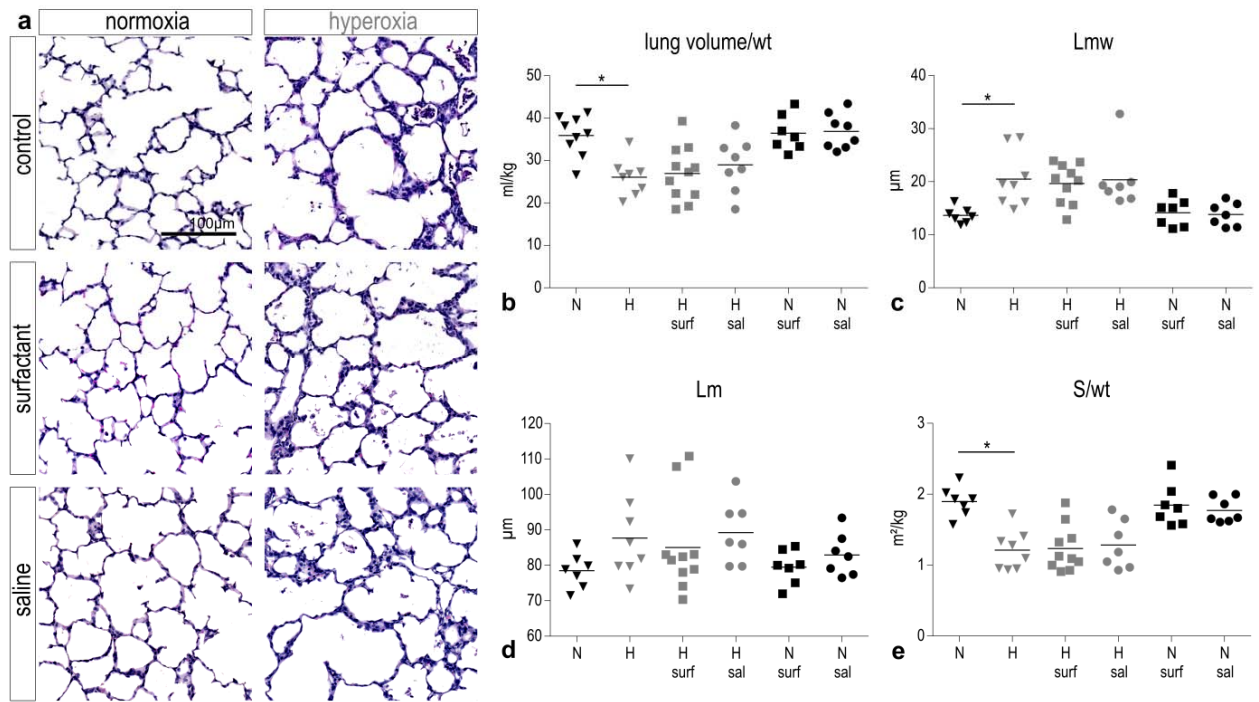 a
normoxia
hyperoxia
control
surfactant
saline
100µm
lung volume/wt
*
50
40
30
20
10
0
ml/kg
N H H N N
H surf sal surf sal
b
Lmw
*
40
30
20
10
0
µm
N H H H N N
surf sal surf sal
c
Lm
120
110
100
90
80
70
60
µm
N H H H N N
surf sal surf sal
d
S/wt
*
3
2
1
0
m²/kg
N H H H N N
surf sal surf sal
e